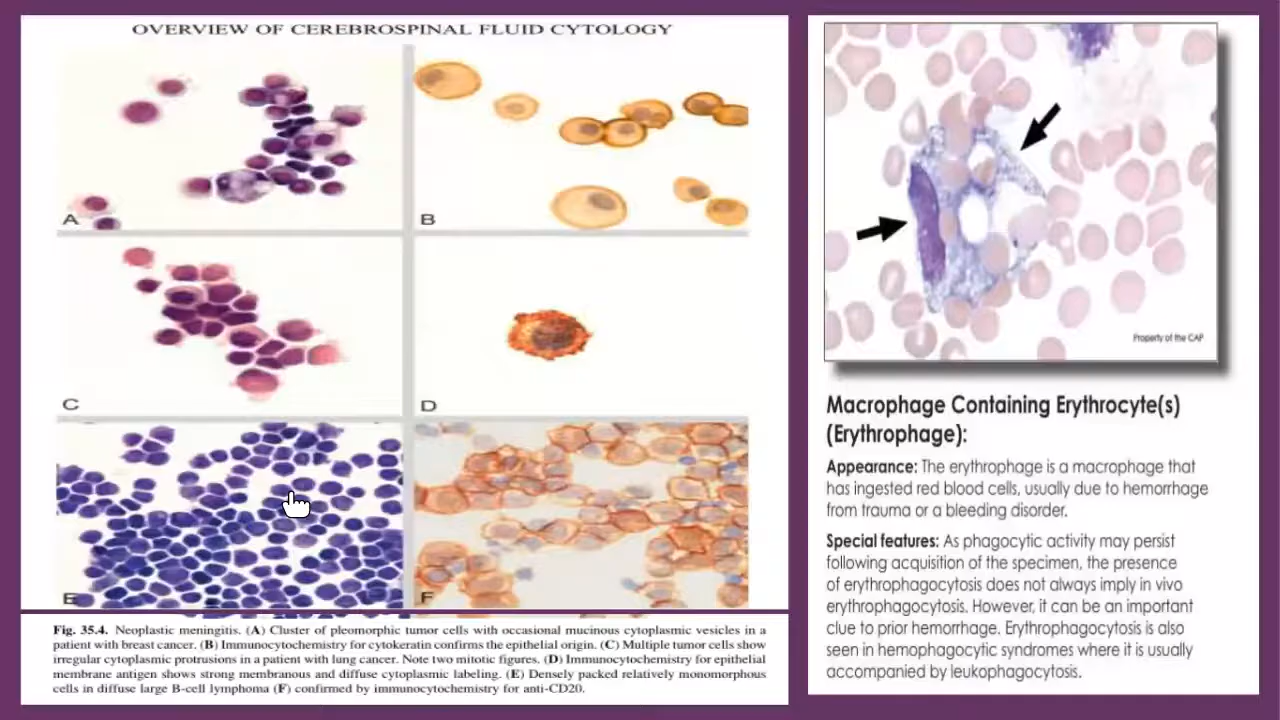 OVERVIEW OF CEREBROSPINAL FLUID CYTOLOGY
A
B
C
D
E
F
Fig. 35.4. Neoplastic meningitis. (A) Cluster of pleomorphic tumor cells with occasional mucinous cytoplasmic vesicles in a
patient with breast cancer. (B) Immunocytochemistry for cytokeratin confirms the epithelial origin. (C) Multiple tumor cells show
irregular cytoplasmic protrusions in a patient with lung cancer. Note two mitotic figures. (D) Immunocytochemistry for epithelial
membrane antigen shows strong membranous and diffuse cytoplasmic labeling. (E) Densely packed relatively monomorphous
cells in diffuse large B-cell lymphoma (F) confirmed by immunocytochemistry for anti-CD20.
Property of the CAP
Macrophage Containing Erythrocyte(s)
(Erythrophage):
Appearance: The erythrophage is a macrophage that
has ingested red blood cells, usually due to hemorrhage
from trauma or a bleeding disorder.
Special features: As phagocytic activity may persist
following acquisition of the specimen, the presence
of erythrophagocytosis does not always imply in vivo
erythrophagocytosis. However, it can be an important
clue to prior hemorrhage. Erythrophagocytosis is also
seen in hemophagocytic syndromes where it is usually
accompanied by leukophagocytosis.